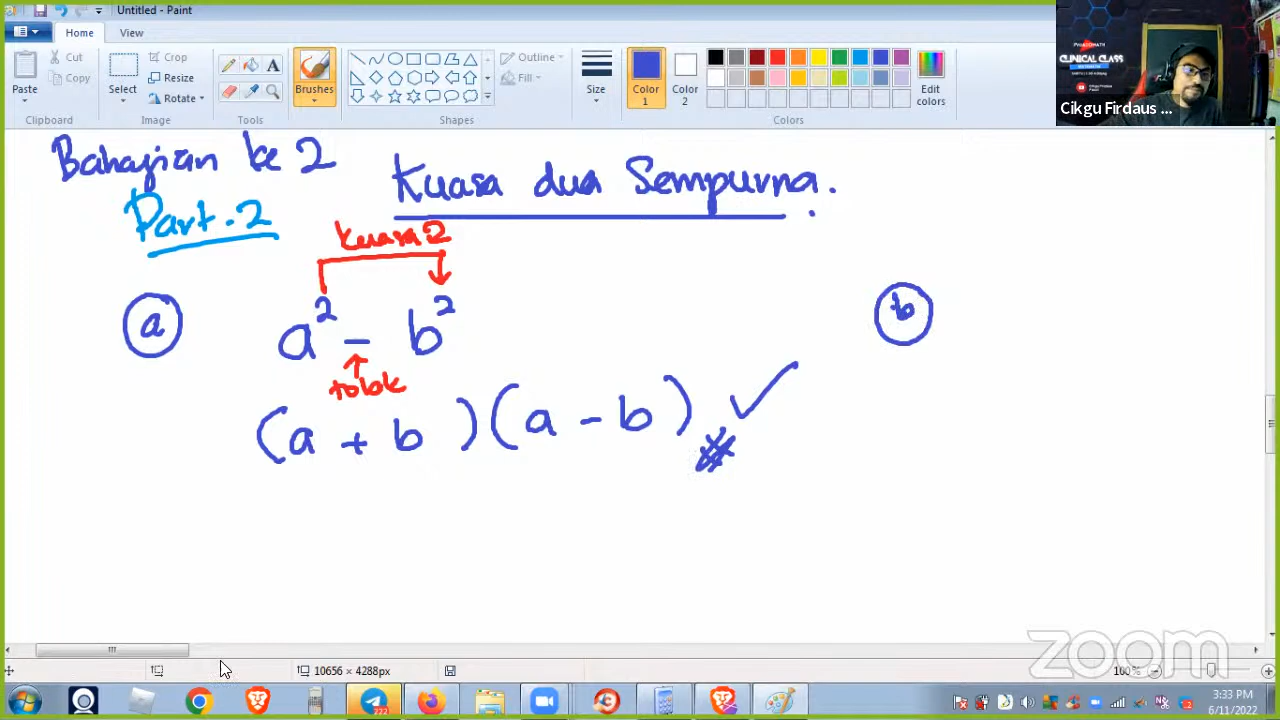 Untitled - Paint
Home View
Paste
Cut
Copy
Clipboard
Select
Crop
Resize
Rotate
Image
A
Tools
Brushes
Shapes
Outline
Fill
Size
Color 1
Color 2
Edit colors
Colors
CLINICAL CLASS
Cikgu Firdaus ...
Bahagian ke 2
Kuasa dua Sempurna.
Part. 2
kuasa 2
a
a² - b²
b
tolak
(a + b)(a - b)
zoom
10656 × 4288px
100%
222
3:33 PM
6/11/2022